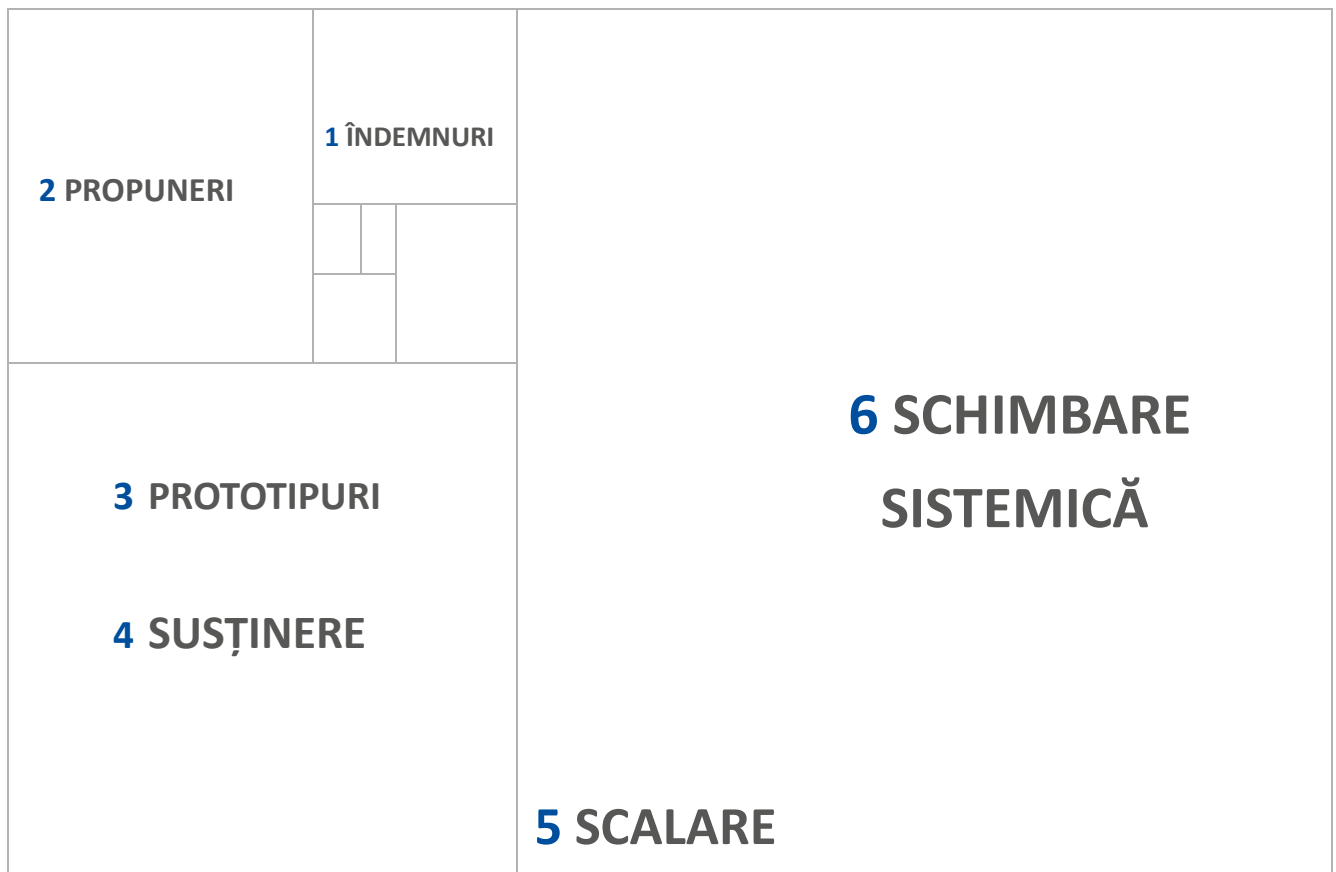 1 ÎNDEMNURI
2 PROPUNERI
3 PROTOTIPURI
4 SUSȚINERE
5 SCALARE
6 SCHIMBARE
SISTEMICĂ